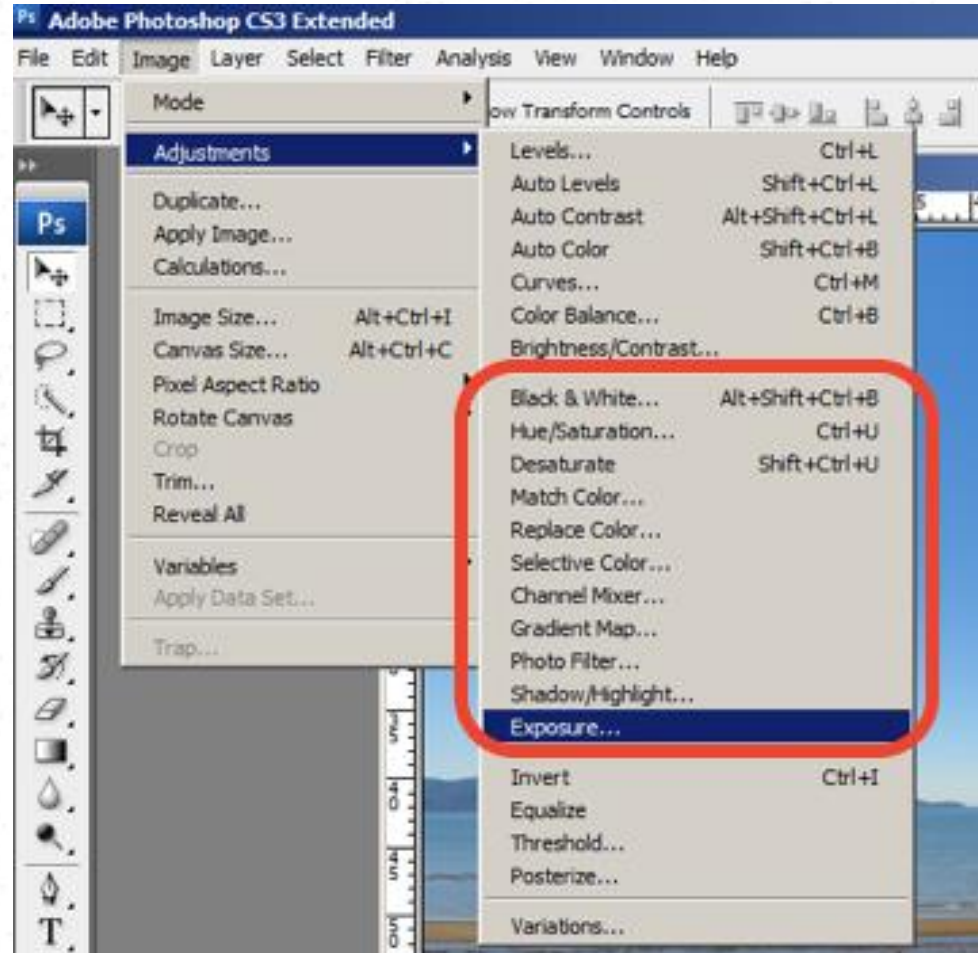 Ps Adobe Photoshop CS3 Extended
File Edit Image Layer Select Filter Analysis View Window Help
Mode
ow Transform Controls
Adjustments
Duplicate...
Apply Image...
Calculations...
Image Size... Alt+Ctrl+I
Canvas Size... Alt+Ctrl+C
Pixel Aspect Ratio
Rotate Canvas
Crop
Trim...
Reveal All
Variables
Apply Data Set...
Trap...
Levels... Ctrl+L
Auto Levels Shift+Ctrl+L
Auto Contrast Alt+Shift+Ctrl+L
Auto Color Shift+Ctrl+B
Curves... Ctrl+M
Color Balance... Ctrl+B
Brightness/Contrast...
Black & White... Alt+Shift+Ctrl+B
Hue/Saturation... Ctrl+U
Desaturate Shift+Ctrl+U
Match Color...
Replace Color...
Selective Color...
Channel Mixer...
Gradient Map...
Photo Filter...
Shadow/Highlight...
Exposure...
Invert Ctrl+I
Equalize
Threshold...
Posterize...
Variations...
Ps
T
40
45
50